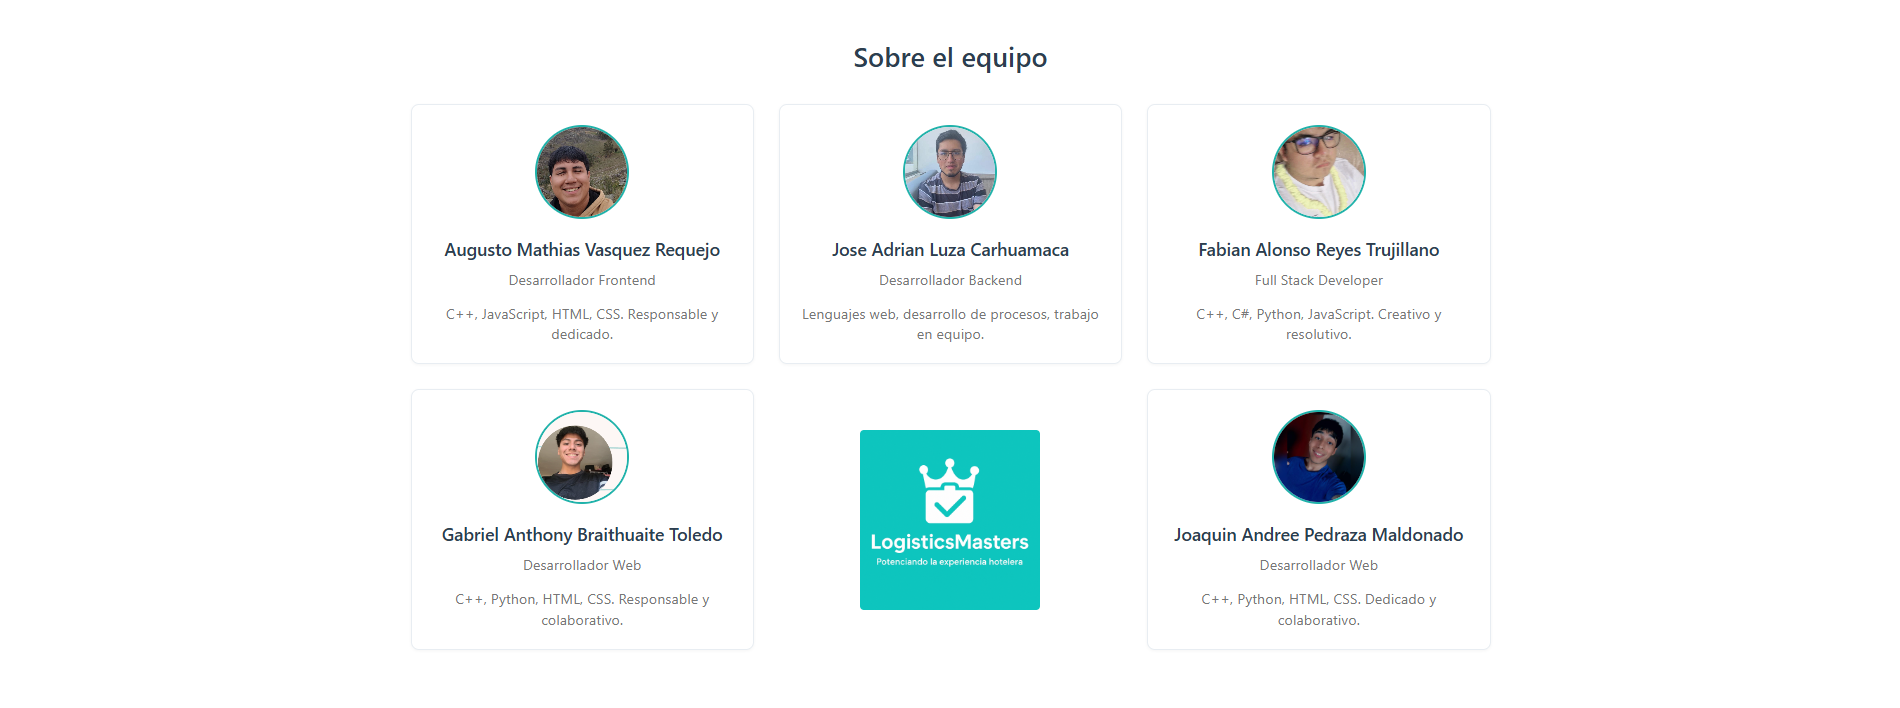 Sobre el equipo
Augusto Mathias Vasquez Requejo
Desarrollador Frontend
C++, JavaScript, HTML, CSS. Responsable y
dedicado.
Jose Adrian Luza Carhuamaca
Desarrollador Backend
Lenguajes web, desarrollo de procesos, trabajo
en equipo.
Fabian Alonso Reyes Trujillano
Full Stack Developer
C++, C#, Python, JavaScript. Creativo y
resolutivo.
Gabriel Anthony Braithuaite Toledo
Desarrollador Web
C++, Python, HTML, CSS. Responsable y
colaborativo.
LogisticsMasters
Potenciando la experiencia hotelera
Joaquin Andree Pedraza Maldonado
Desarrollador Web
C++, Python, HTML, CSS. Dedicado y
colaborativo.